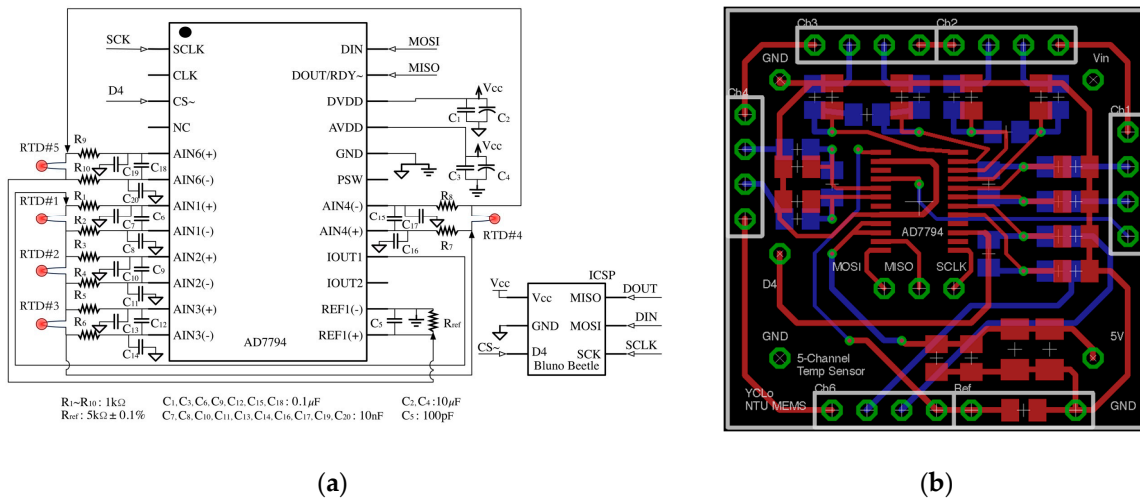 SCK
SCLK
CLK
D4
CS~
NC
R9
RTD#5
R10
AIN6(+)
C19
C18
AIN6(-)
C20
RTD#1
R1
AIN1(+)
C7
C6
R2
AIN1(-)
C8
RTD#2
R3
AIN2(+)
C10
C9
R4
AIN2(-)
C11
RTD#3
R5
AIN3(+)
C13
C12
R6
AIN3(-)
C14
DIN
MOSI
DOUT/RDY~
MISO
DVDD
Vcc
C1
C2
AVDD
Vcc
GND
C3
C4
PSW
AIN4(-)
R8
C15
C17
AIN4(+)
C16
R7
RTD#4
IOUT1
IOUT2
REF1(-)
C5
Rref
REF1(+)
AD7794
ICSP
Vcc
Vcc
MISO
DOUT
GND
MOSI
DIN
CS~
D4
SCK
SCLK
Bluno Beetle
R1~R10 : 1kΩ
Rref : 5kΩ ± 0.1%
C1, C3, C6, C9, C12, C15, C18 : 0.1μF
C7, C8, C10, C11, C13, C14, C16, C17, C19, C20 : 10nF
C2, C4 : 10μF
C5 : 100pF
(a)
Ch3
Ch2
GND
Vin
Ch4
Ch1
AD7794
MOSI
MISO
SCLK
D4
GND
5V
5-Channel
Temp Sensor
YCLo
NTU MEMS
Ch6
Ref
GND
(b)